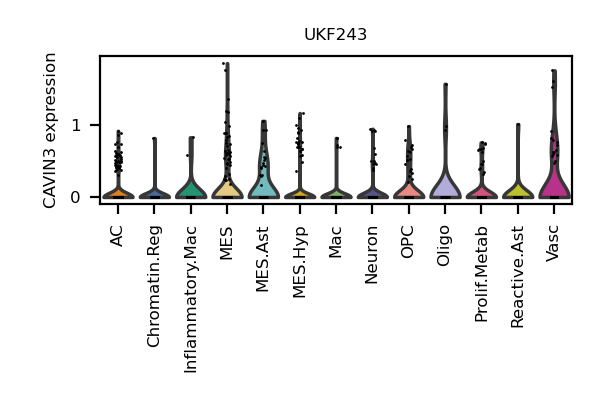 UKF243
CAVIN3 expression
1
0
AC
Chromatin.Reg
Inflammatory.Mac
MES
MES.Ast
MES.Hyp
Mac
Neuron
OPC
Oligo
Prolif.Metab
Reactive.Ast
Vasc